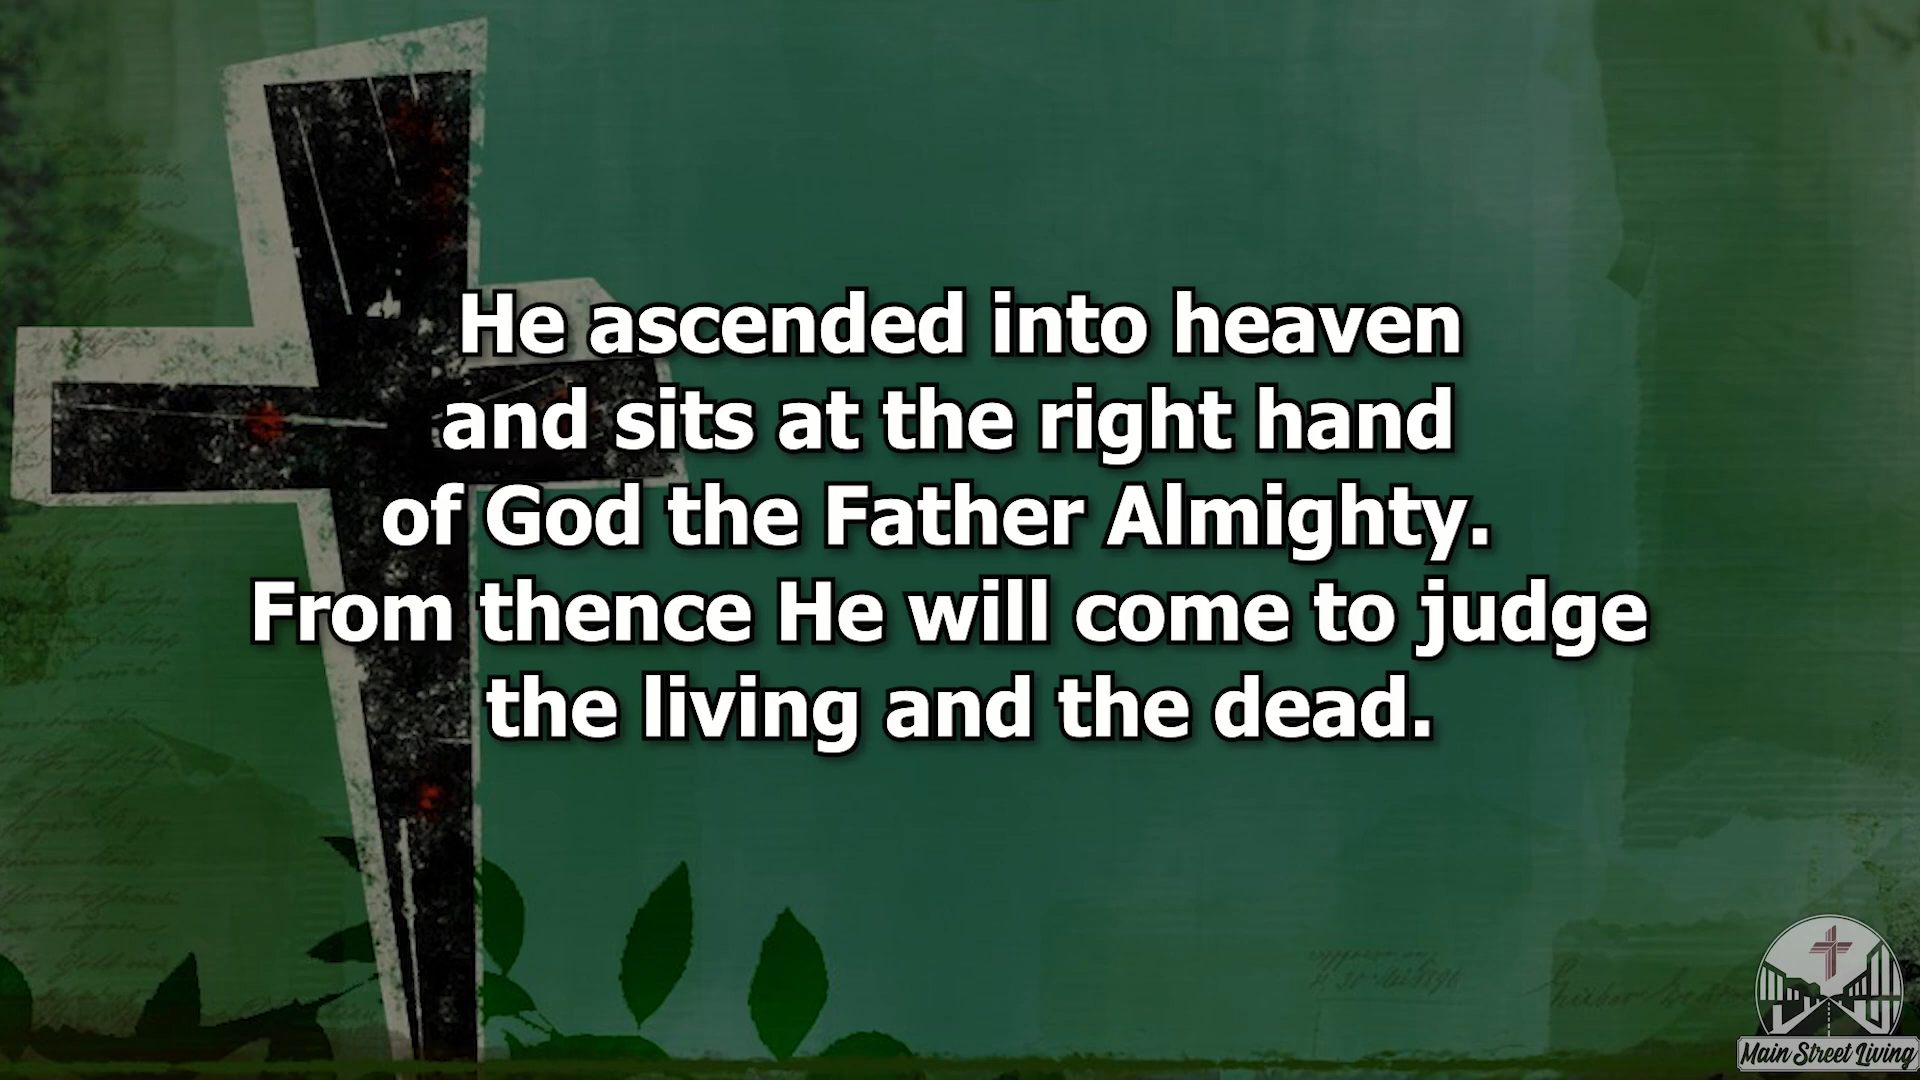 He ascended into heaven
and sits at the right hand
of God the Father Almighty.
From thence He will come to judge
the living and the dead.
Main Street Living